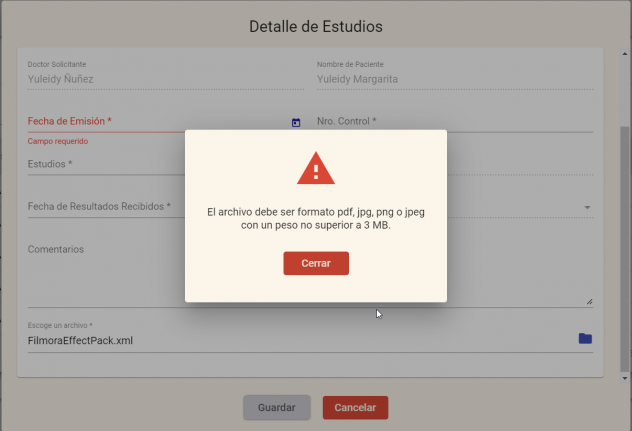 Detalle de Estudios
Doctor Solicitante
Yuleidy Ñuñez
Nombre de Paciente
Yuleidy Margarita
Fecha de Emisión *
Campo requerido
Nro. Control *
Estudios *
Fecha de Resultados Recibidos *
El archivo debe ser formato pdf, jpg, png o jpeg
con un peso no superior a 3 MB.
Cerrar
Comentarios
Escoge un archivo *
FilmoraEffectPack.xml
Guardar
Cancelar